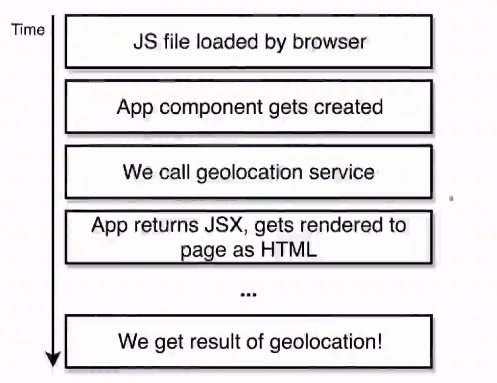 Time
JS file loaded by browser
App component gets created
We call geolocation service
App returns JSX, gets rendered to
page as HTML
...
We get result of geolocation!